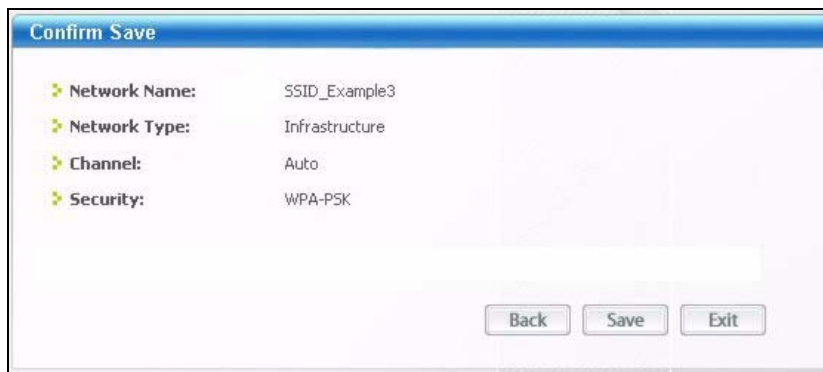 Confirm Save
Network Name: SSID_Example3
Network Type: Infrastructure
Channel: Auto
Security: WPA-PSK
Back Save Exit